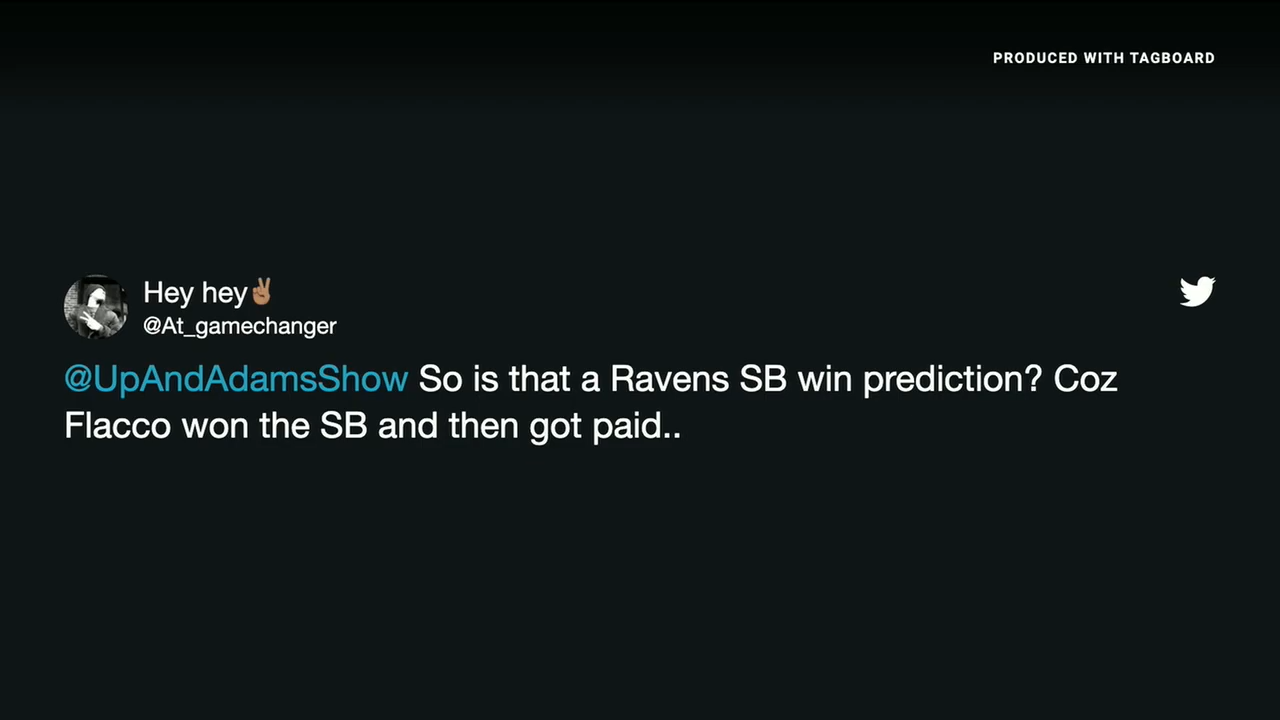 PRODUCED WITH TAGBOARD
Hey hey✌🏽
@At_gamechanger
@UpAndAdamsShow So is that a Ravens SB win prediction? Coz
Flacco won the SB and then got paid..